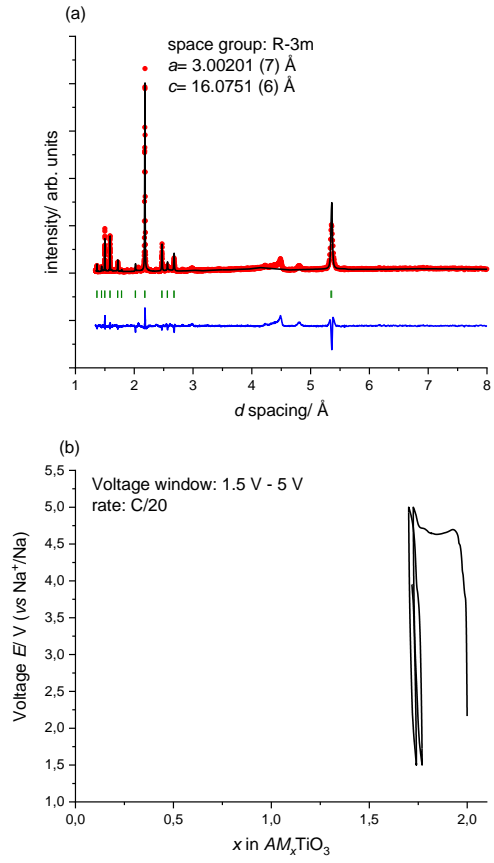 (a)
space group: R-3m
a= 3.00201 (7) Å
c= 16.0751 (6) Å
intensity/ arb. units
1 2 3 4 5 6 7 8
d spacing/ Å
(b)
Voltage window: 1.5 V - 5 V
rate: C/20
Voltage E/ V (vs Na⁺/Na)
5,0
4,5
4,0
3,5
3,0
2,5
2,0
1,5
1,0
0,0 0,5 1,0 1,5 2,0
x in AMₓTiO₃